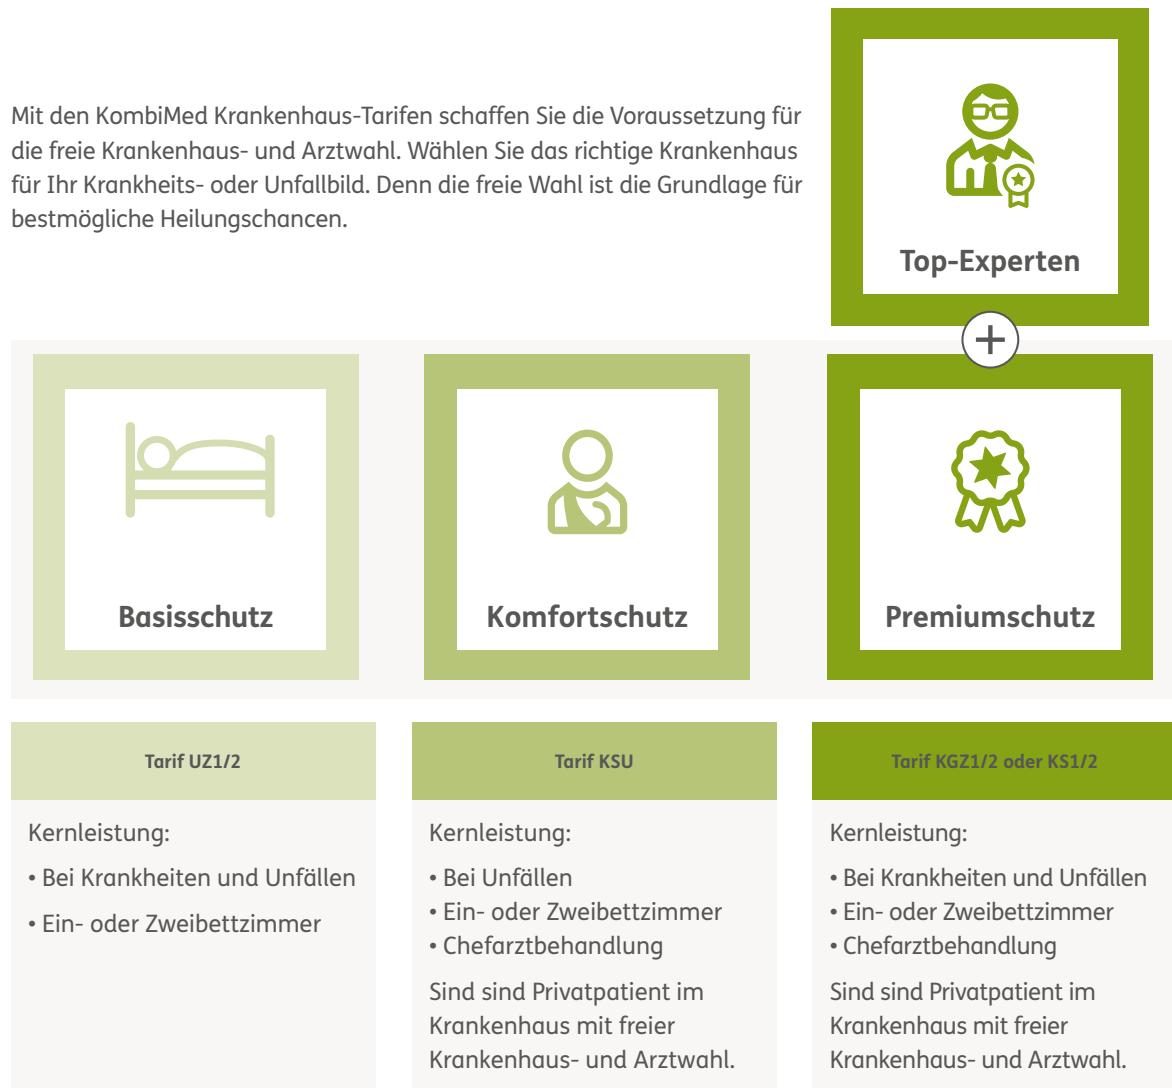 Mit den KombiMed Krankenhaus-Tarifen schaffen Sie die Voraussetzung für
die freie Krankenhaus- und Arztwahl. Wählen Sie das richtige Krankenhaus
für Ihr Krankheits- oder Unfallbild. Denn die freie Wahl ist die Grundlage für
bestmögliche Heilungschancen.
Top-Experten
+
Basisschutz
Komfortschutz
Premiumschutz
Tarif UZ1/2
Kernleistung:
• Bei Krankheiten und Unfällen
• Ein- oder Zweibettzimmer
Tarif KSU
Kernleistung:
• Bei Unfällen
• Ein- oder Zweibettzimmer
• Chefarztbehandlung
Sind sind Privatpatient im
Krankenhaus mit freier
Krankenhaus- und Arztwahl.
Tarif KGZ1/2 oder KS1/2
Kernleistung:
• Bei Krankheiten und Unfällen
• Ein- oder Zweibettzimmer
• Chefarztbehandlung
Sind sind Privatpatient im
Krankenhaus mit freier
Krankenhaus- und Arztwahl.